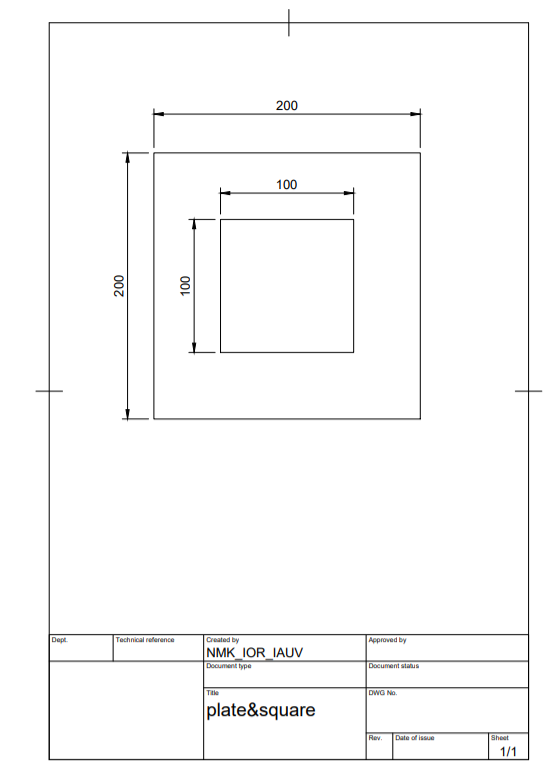 200
100
200
100
Dept.
Technical reference
Created by
Approved by
NMK_IOR_IAUV
Document type
Document status
Title
DWG No.
plate&square
Rev.
Date of issue
Sheet
1/1